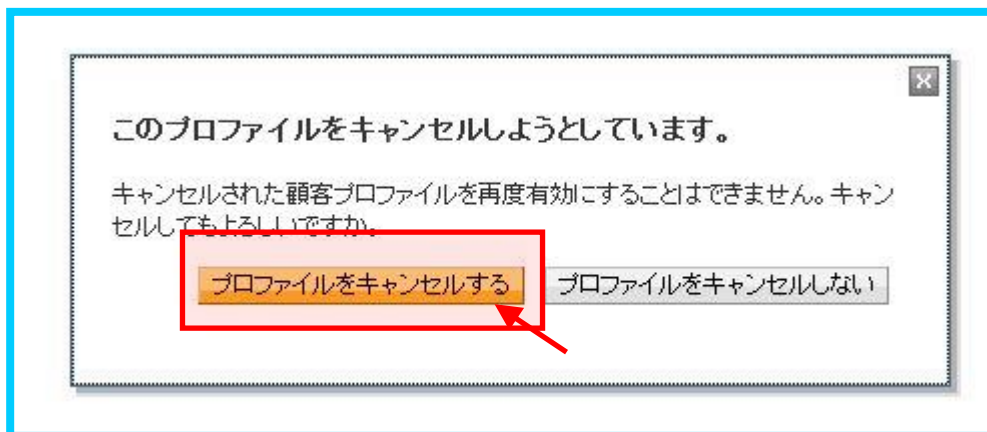 このプロファイルをキャンセルしようとしています。
キャンセルされた顧客プロファイルを再度有効にすることはできません。キャン
セルしてもよろしいですか。
プロファイルをキャンセルする
プロファイルをキャンセルしない